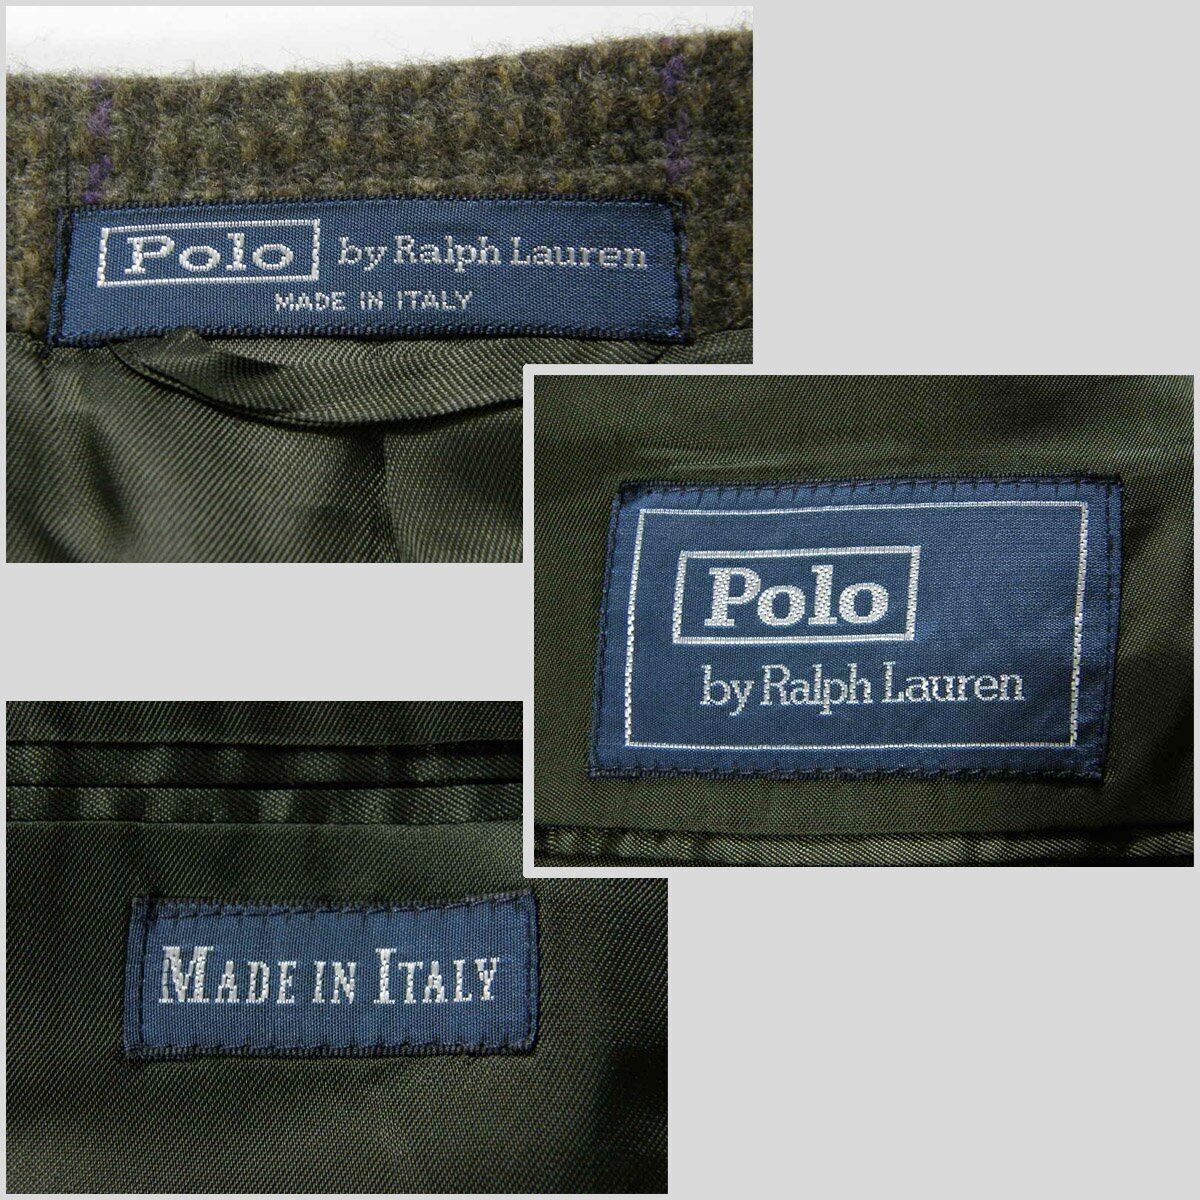 Polo by Ralph Lauren
MADE IN ITALY
Polo
by Ralph Lauren
MADE IN ITALY